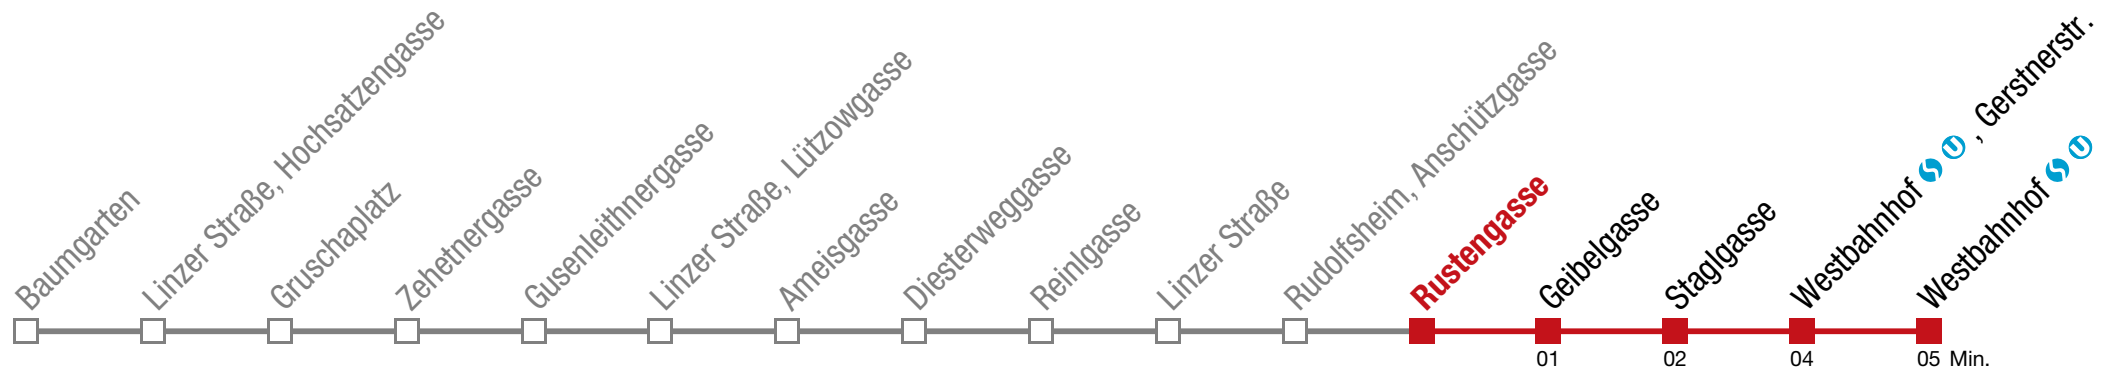 Baumgarten
Linzer Straße, Hochsatzengasse
Gruschaplatz
Zehetnergasse
Gusenleithnergasse
Linzer Straße, Lützowgasse
Ameisgasse
Diesterweggasse
Reinlgasse
Linzer Straße
Rudolfsheim, Anschützgasse
Rustengasse
Geibelgasse
Staglgasse
Westbahnhof S U , Gerstnerstr.
Westbahnhof S U
01 02 04 05 Min.